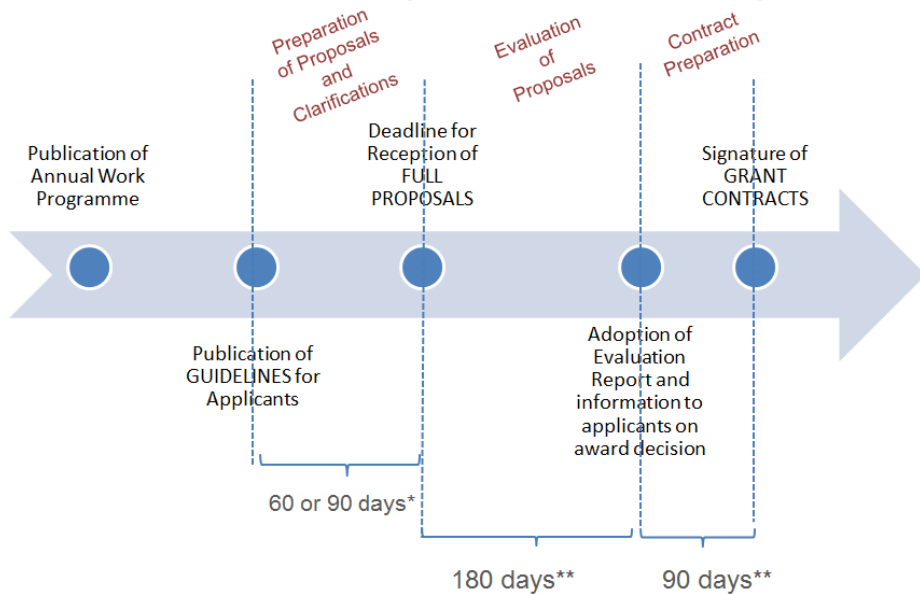 Preparation
of Proposals
and
Clarifications
Evaluation
of
Proposals
Contract
Preparation
Publication of
Annual Work
Programme
Deadline for
Reception of
FULL
PROPOSALS
Signature of
GRANT
CONTRACTS
Publication of
GUIDELINES for
Applicants
Adoption of
Evaluation
Report and
information to
applicants on
award decision
60 or 90 days*
180 days**
90 days**